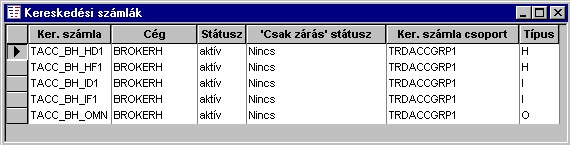 Kereskedési számlák
Ker. számla Cég Státusz 'Csak zárás' státusz Ker. számla csoport Típus
TACC_BH_HD1 BROKERH aktív Nincs TRDACCGRP1 H
TACC_BH_HF1 BROKERH aktív Nincs TRDACCGRP1 H
TACC_BH_ID1 BROKERH aktív Nincs TRDACCGRP1 I
TACC_BH_IF1 BROKERH aktív Nincs TRDACCGRP1 I
TACC_BH_OMN BROKERH aktív Nincs TRDACCGRP1 O